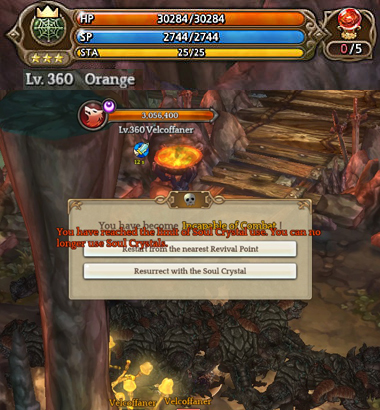 HP 30284/30284
SP 2744/2744
STA 25/25
0/5
Lv. 360 Orange
3,056,400
Lv.360 Velcoffaner
12 s
You have become Incapable of Combat !
You have reached the limit of Soul Crystal use. You can no
longer use Soul Crystals.
Restart from the nearest Revival Point
Resurrect with the Soul Crystal
Velcoffaner Velcoffaner